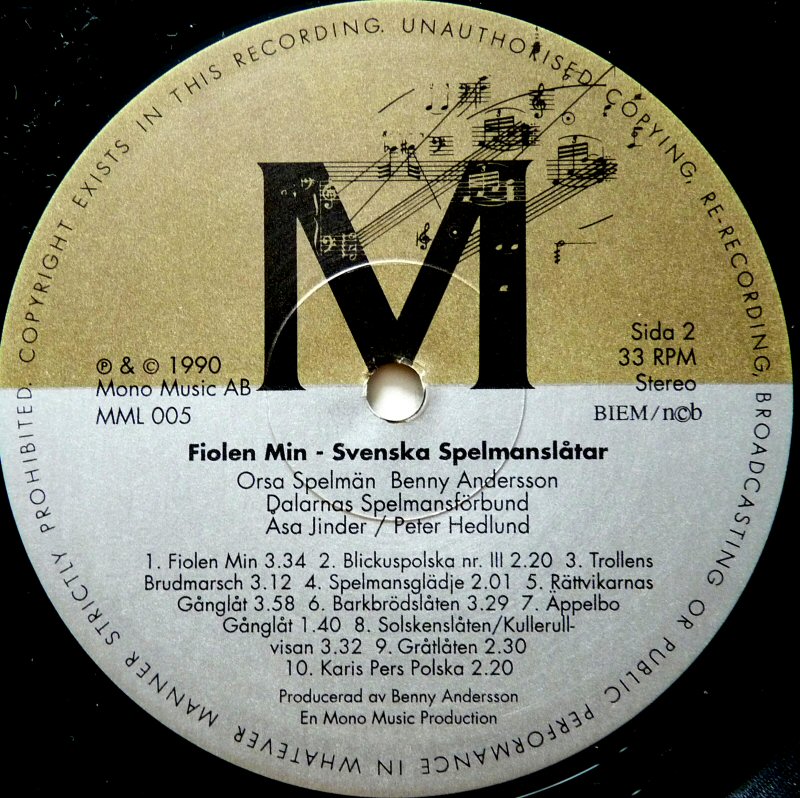 COPYRIGHT EXISTS IN THIS RECORDING. UNAUTHORISED COPYING, RE-RECORDING, BROADCASTING OR PUBLIC PERFORMANCE IN WHATEVER MANNER STRICTLY PROHIBITED.
M
℗ & © 1990
Mono Music AB
MML 005
Sida 2
33 RPM
Stereo
BIEM/n©b
Fiolen Min - Svenska Spelmanslåtar
Orsa Spelmän Benny Andersson
Dalarnas Spelmansförbund
Åsa Jinder / Peter Hedlund
1. Fiolen Min 3.34 2. Blickuspolska nr. III 2.20 3. Trollens
Brudmarsch 3.12 4. Spelmansglädje 2.01 5. Rättvikarnas
Gånglåt 3.58 6. Barkbrödslåten 3.29 7. Äppelbo
Gånglåt 1.40 8. Solskenslåten/Kullerull-
visan 3.32 9. Gråtlåten 2.30
10. Karis Pers Polska 2.20
Producerad av Benny Andersson
En Mono Music Production